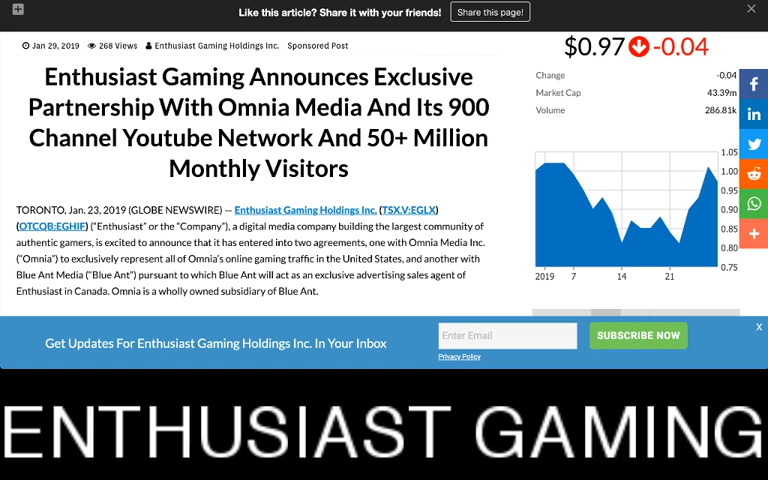 Like this article? Share it with your friends! Share this page!
Jan 29, 2019 268 Views Enthusiast Gaming Holdings Inc. Sponsored Post
Enthusiast Gaming Announces Exclusive
Partnership With Omnia Media And Its 900
Channel Youtube Network And 50+ Million
Monthly Visitors
TORONTO, Jan. 23, 2019 (GLOBE NEWSWIRE) — Enthusiast Gaming Holdings Inc. (TSX.V:EGLX)
(OTCQB:EGHIF) ("Enthusiast" or the "Company"), a digital media company building the largest community of
authentic gamers, is excited to announce that it has entered into two agreements, one with Omnia Media Inc.
("Omnia") to exclusively represent all of Omnia's online gaming traffic in the United States, and another with
Blue Ant Media ("Blue Ant") pursuant to which Blue Ant will act as an exclusive advertising sales agent of
Enthusiast in Canada. Omnia is a wholly owned subsidiary of Blue Ant.
$0.97 -0.04
Change -0.04
Market Cap 43.39m
Volume 286.81k
1.05
1.00
0.95
0.90
0.85
0.80
0.75
2019 7 14 21
Get Updates For Enthusiast Gaming Holdings Inc. In Your Inbox
Enter Email
SUBSCRIBE NOW
X
Privacy Policy
ENTHUSIAST GAMING